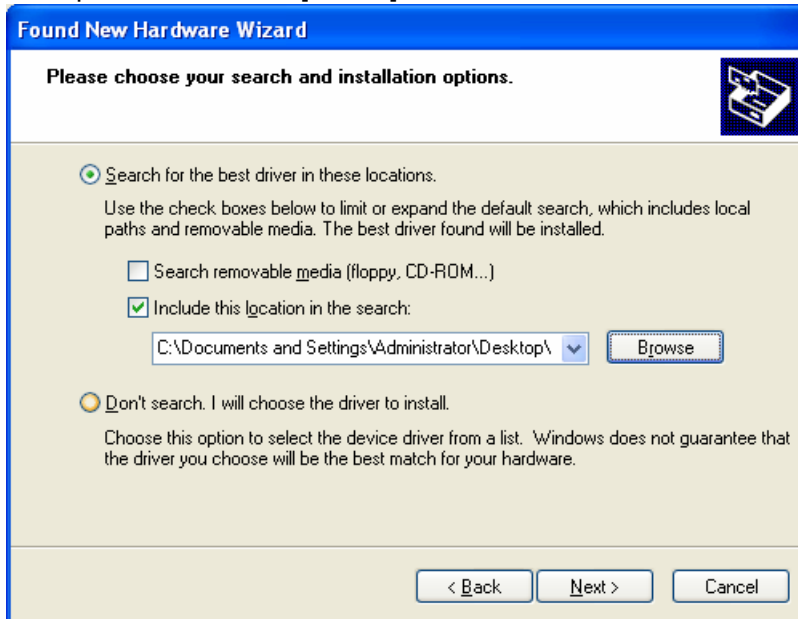 Found New Hardware Wizard
Please choose your search and installation options.
Search for the best driver in these locations.
Use the check boxes below to limit or expand the default search, which includes local
paths and removable media. The best driver found will be installed.
Search removable media (floppy, CD-ROM...)
Include this location in the search:
C:\Documents and Settings\Administrator\Desktop\
Browse
Don't search. I will choose the driver to install.
Choose this option to select the device driver from a list. Windows does not guarantee that
the driver you choose will be the best match for your hardware.
< Back
Next >
Cancel